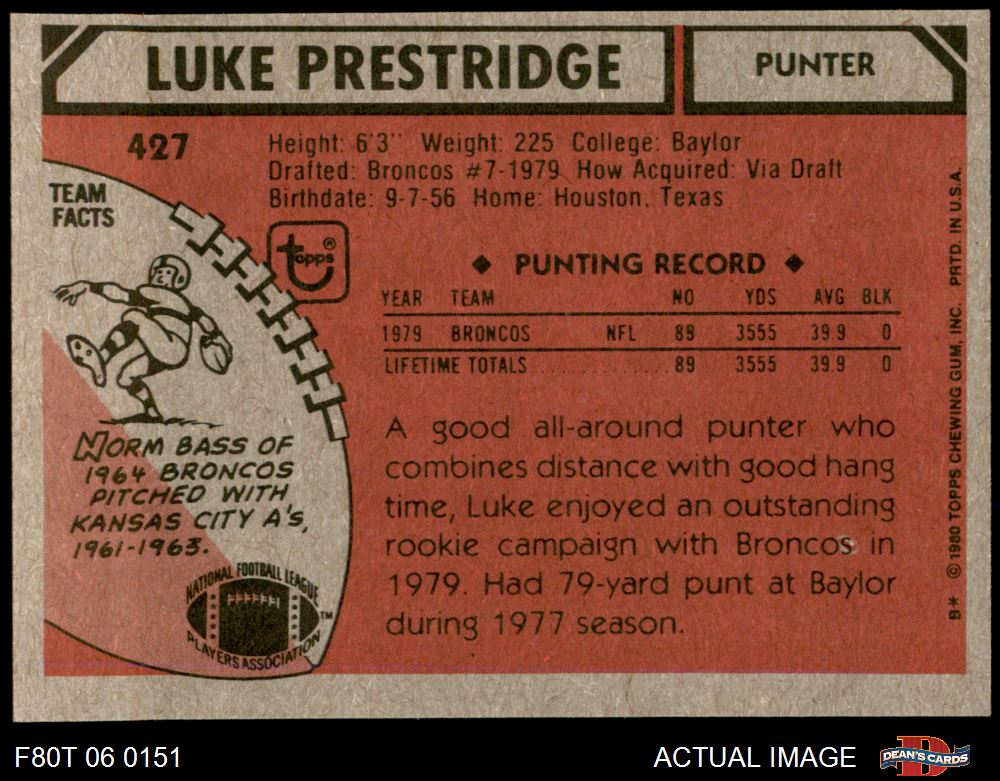 LUKE PRESTRIDGE
PUNTER
427
Height: 6'3" Weight: 225 College: Baylor
Drafted: Broncos #7-1979 How Acquired: Via Draft
Birthdate: 9-7-56 Home: Houston, Texas
TEAM
FACTS
topps®
◆ PUNTING RECORD ◆
YEAR TEAM NO YDS AVG BLK
1979 BRONCOS NFL 89 3555 39.9 0
LIFETIME TOTALS 89 3555 39.9 0
A good all-around punter who
combines distance with good hang
time, Luke enjoyed an outstanding
rookie campaign with Broncos in
1979. Had 79-yard punt at Baylor
during 1977 season.
NORM BASS OF
1964 BRONCOS
PITCHED WITH
KANSAS CITY A'S,
1961-1963.
NATIONAL FOOTBALL LEAGUE
PLAYERS ASSOCIATION
TM
B* © 1980 TOPPS CHEWING GUM, INC. PRTD. IN U.S.A.
F80T 06 0151
ACTUAL IMAGE
D
DEAN'S CARDS